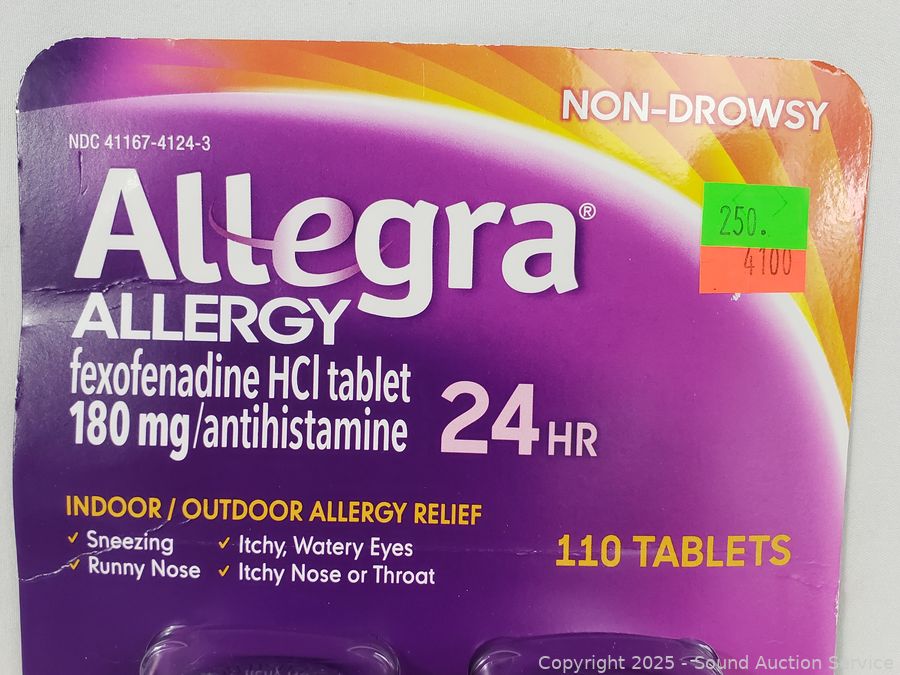 NON-DROWSY
NDC 41167-4124-3
Allegra®
ALLERGY
250.
4100
fexofenadine HCl tablet
180 mg/antihistamine
24 HR
INDOOR / OUTDOOR ALLERGY RELIEF
✓ Sneezing
✓ Itchy, Watery Eyes
✓ Runny Nose
✓ Itchy Nose or Throat
110 TABLETS
Copyright 2025 - Sound Auction Service